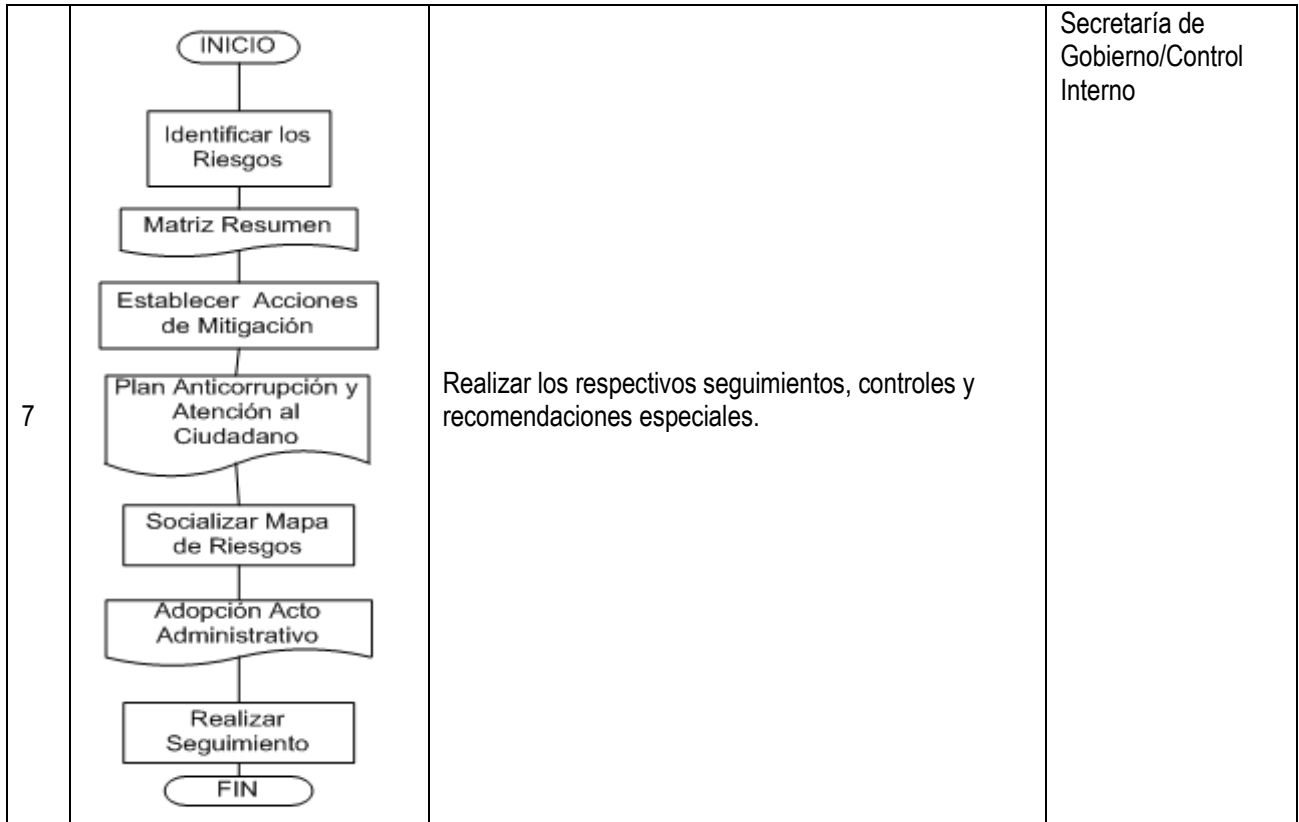 7
INICIO
Identificar los
Riesgos
Matriz Resumen
Establecer Acciones
de Mitigación
Plan Anticorrupción y
Atención al
Ciudadano
Socializar Mapa
de Riesgos
Adopción Acto
Administrativo
Realizar
Seguimiento
FIN
Realizar los respectivos seguimientos, controles y
recomendaciones especiales.
Secretaría de
Gobierno/Control
Interno